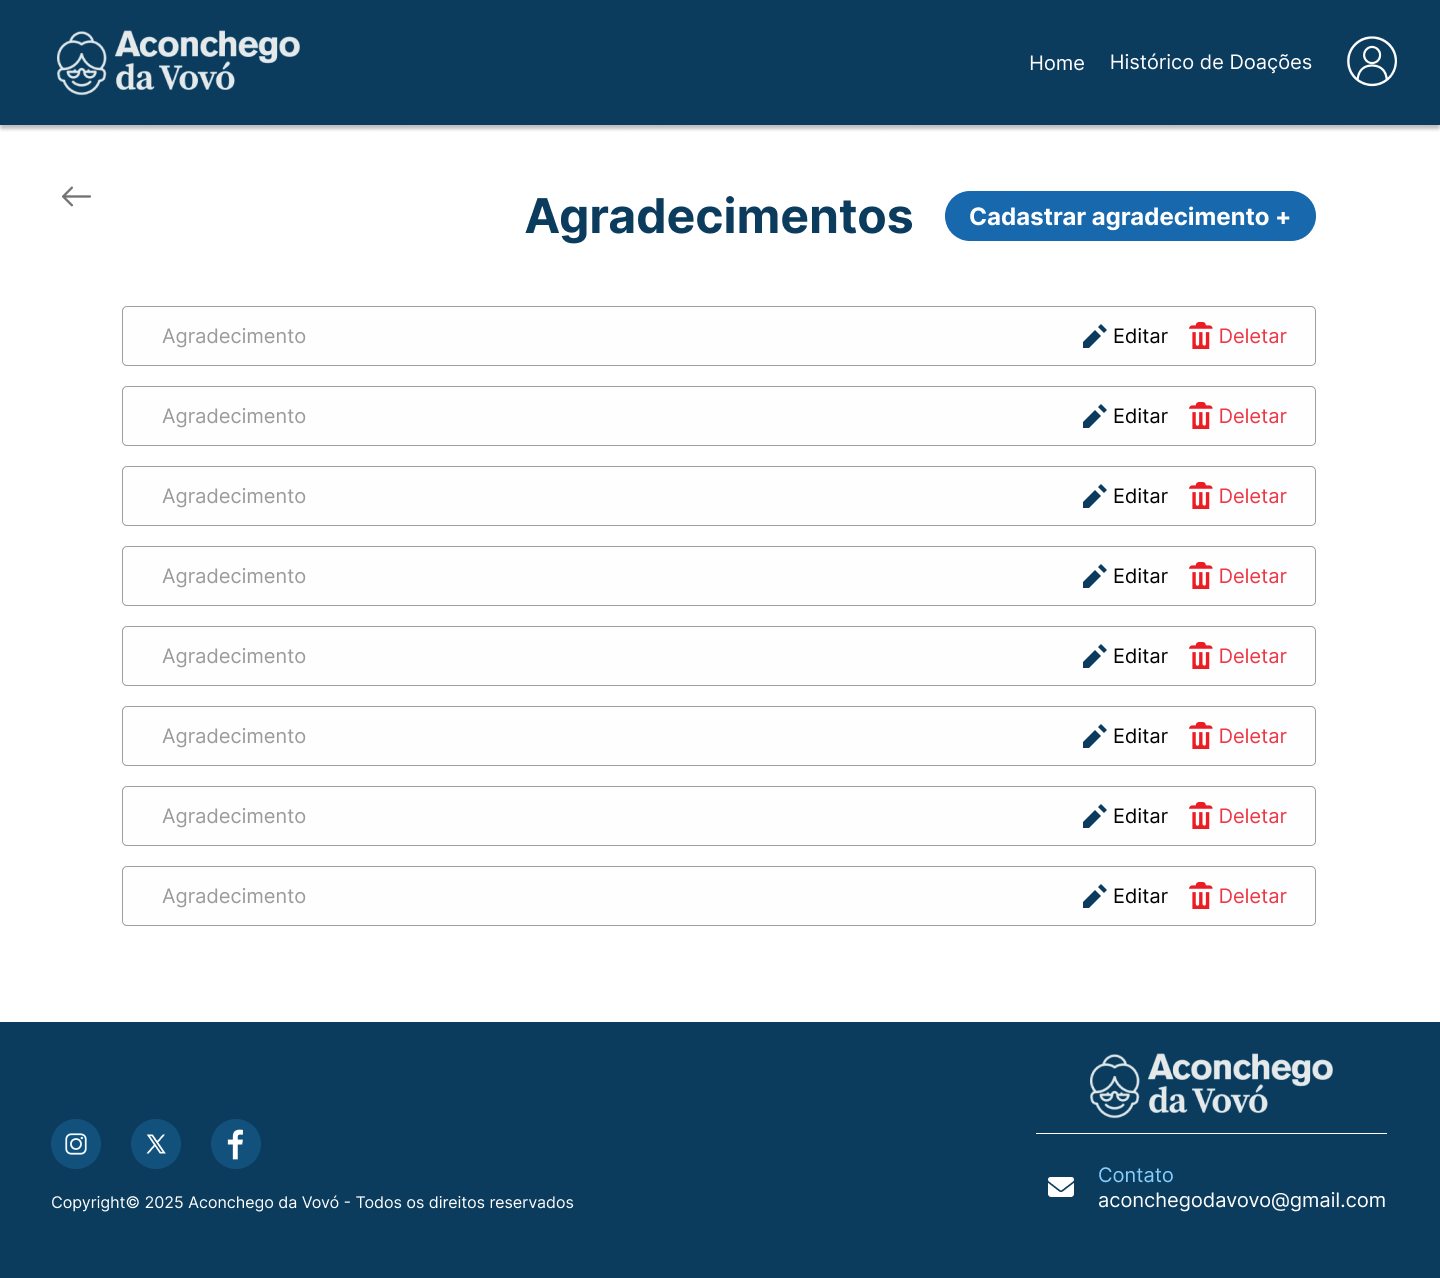 Aconchego
da Vovó
Home
Histórico de Doações
Agradecimentos
Cadastrar agradecimento +
Agradecimento Editar Deletar
Agradecimento Editar Deletar
Agradecimento Editar Deletar
Agradecimento Editar Deletar
Agradecimento Editar Deletar
Agradecimento Editar Deletar
Agradecimento Editar Deletar
Agradecimento Editar Deletar
Aconchego
da Vovó
Contato
aconchegodavovo@gmail.com
Copyright© 2025 Aconchego da Vovó - Todos os direitos reservados